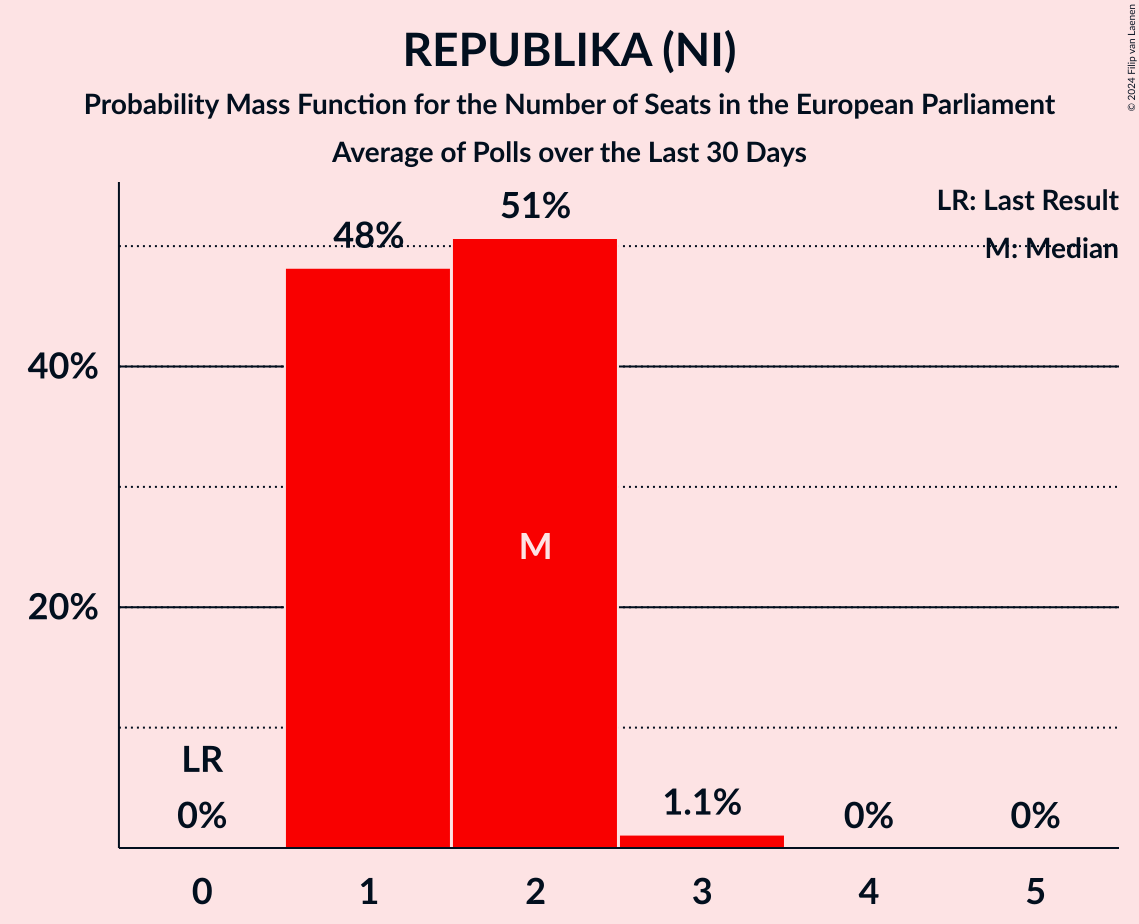 REPUBLIKA (NI)
Probability Mass Function for the Number of Seats in the European Parliament
Average of Polls over the Last 30 Days
© 2024 Filip van Laenen
LR: Last Result
M: Median
51%
48%
40%
M
20%
LR
0%
1.1%
0%
0%
0 1 2 3 4 5